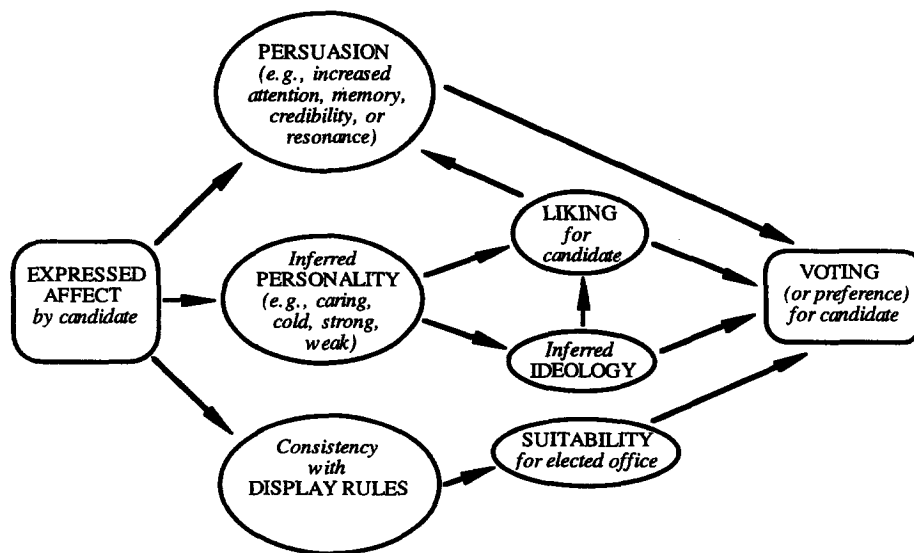 PERSUASION
(e.g., increased
attention, memory,
credibility, or
resonance)
LIKING
for
candidate
EXPRESSED
AFFECT
by candidate
Inferred
PERSONALITY
(e.g., caring,
cold, strong,
weak)
VOTING
(or preference)
for candidate
Inferred
IDEOLOGY
Consistency
with
DISPLAY RULES
SUITABILITY
for elected office